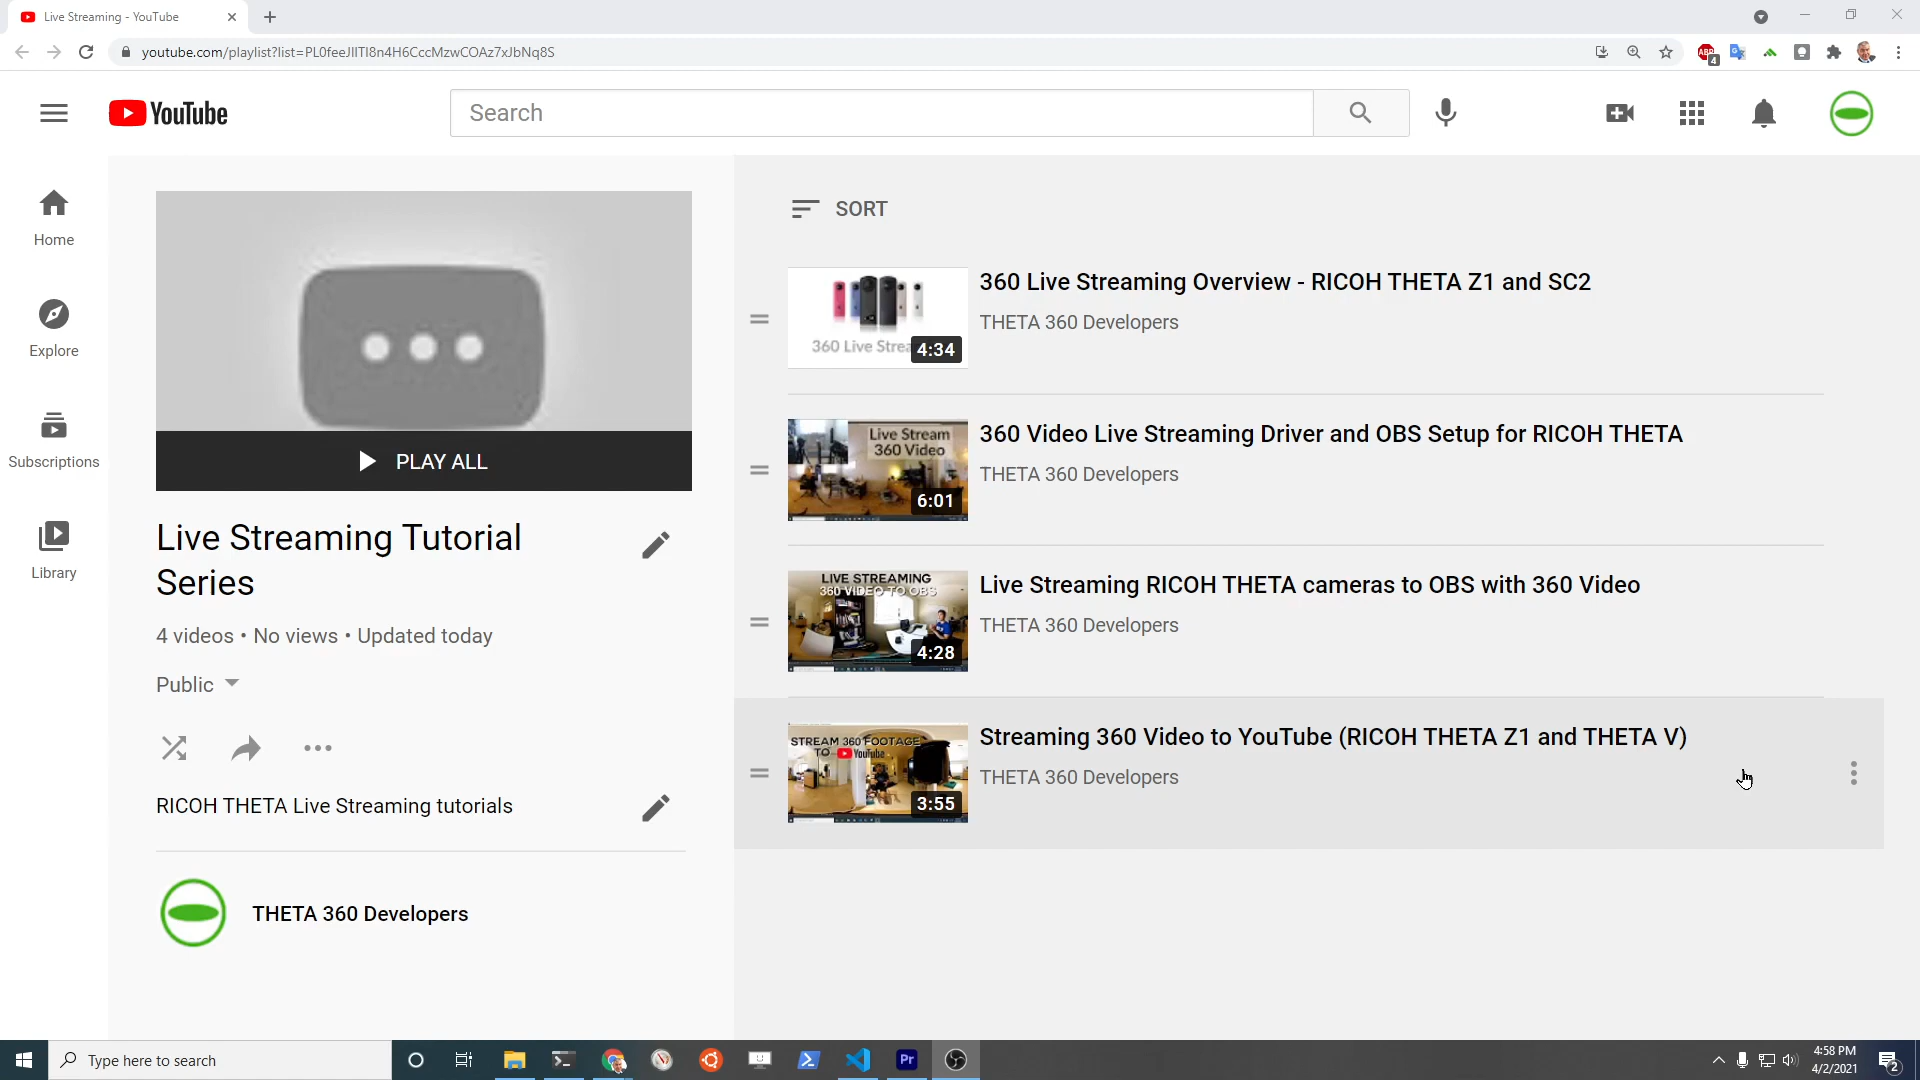 Live Streaming - YouTube
youtube.com/playlist?list=PL0feeJIITI8n4H6CccMzwCOAz7xJbNq8S
ABP
4
YouTube
Search
Home
Explore
Subscriptions
Library
PLAY ALL
Live Streaming Tutorial
Series
4 videos • No views • Updated today
Public
RICOH THETA Live Streaming tutorials
THETA 360 Developers
SORT
360 Live Strea
4:34
360 Live Streaming Overview - RICOH THETA Z1 and SC2
THETA 360 Developers
Live Stream
360 Video
6:01
360 Video Live Streaming Driver and OBS Setup for RICOH THETA
THETA 360 Developers
LIVE STREAMING
360 VIDEO TO OBS
4:28
Live Streaming RICOH THETA cameras to OBS with 360 Video
THETA 360 Developers
STREAM 360 FOOTAGE
TO YouTube
3:55
Streaming 360 Video to YouTube (RICOH THETA Z1 and THETA V)
THETA 360 Developers
Type here to search
Pr
4:58 PM
4/2/2021
2